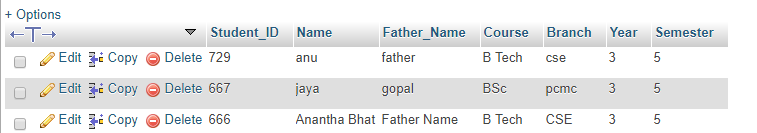 + Options
Student_ID Name Father_Name Course Branch Year Semester
Edit Copy Delete 729 anu father B Tech cse 3 5
Edit Copy Delete 667 jaya gopal BSc pcmc 3 5
Edit Copy Delete 666 Anantha Bhat Father Name B Tech CSE 3 5